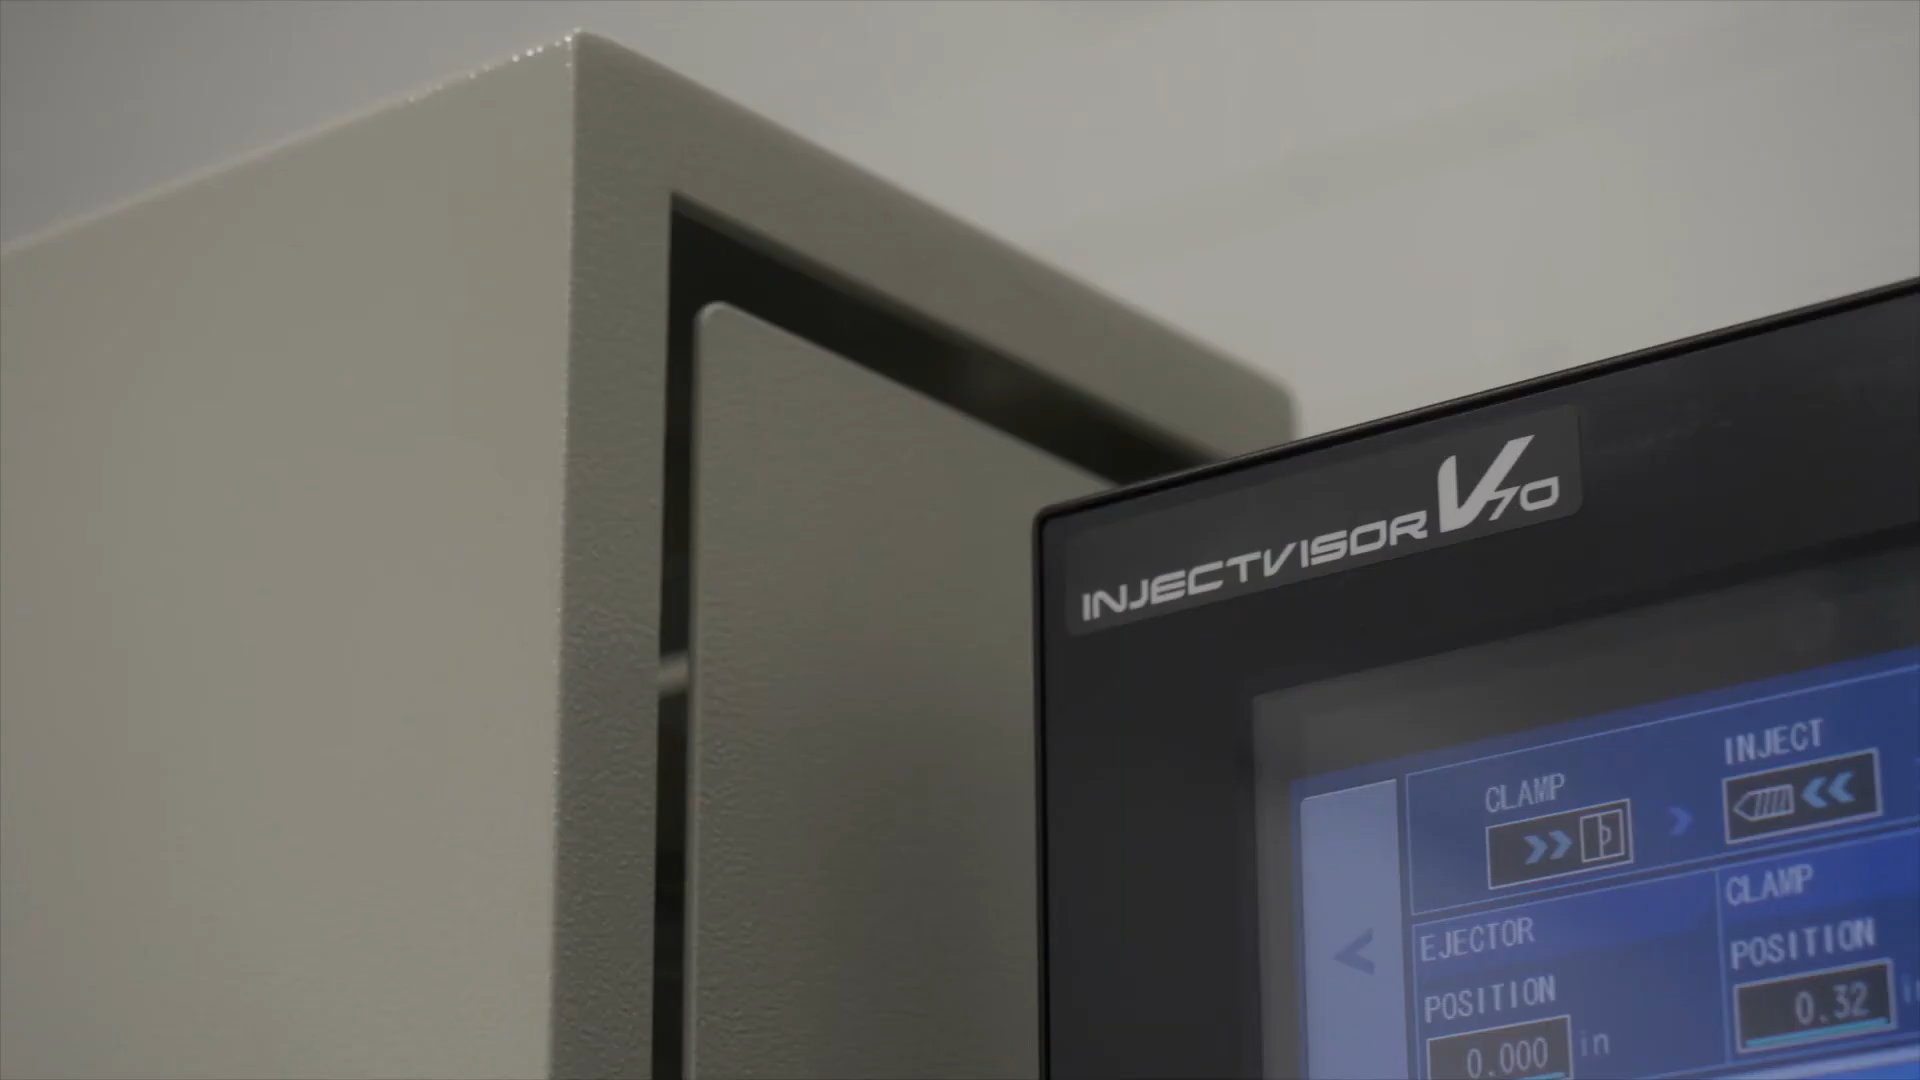 INJECTVISOR V70
INJECT
CLAMP
CLAMP
EJECTOR
POSITION
POSITION
0.32
0.000 in